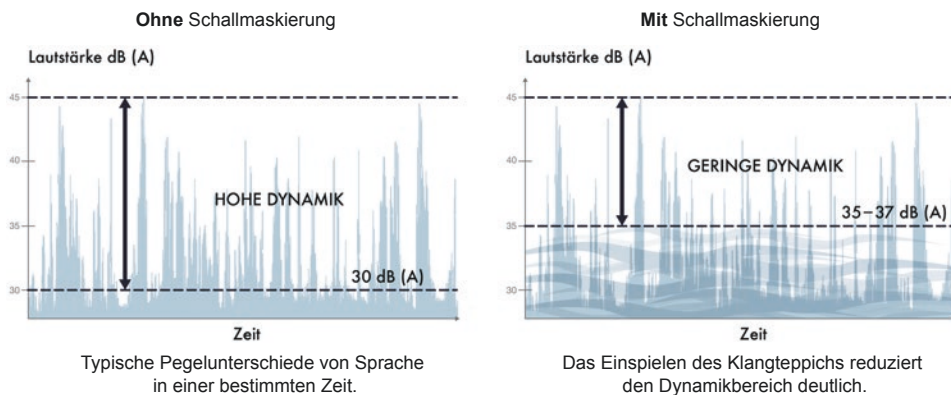 Ohne Schallmaskierung
Lautstärke dB (A)
45
40
35
30
HOHE DYNAMIK
30 dB (A)
Zeit
Typische Pegelunterschiede von Sprache
in einer bestimmten Zeit.
Mit Schallmaskierung
Lautstärke dB (A)
45
40
35
30
GERINGE DYNAMIK
35–37 dB (A)
Zeit
Das Einspielen des Klangteppichs reduziert
den Dynamikbereich deutlich.